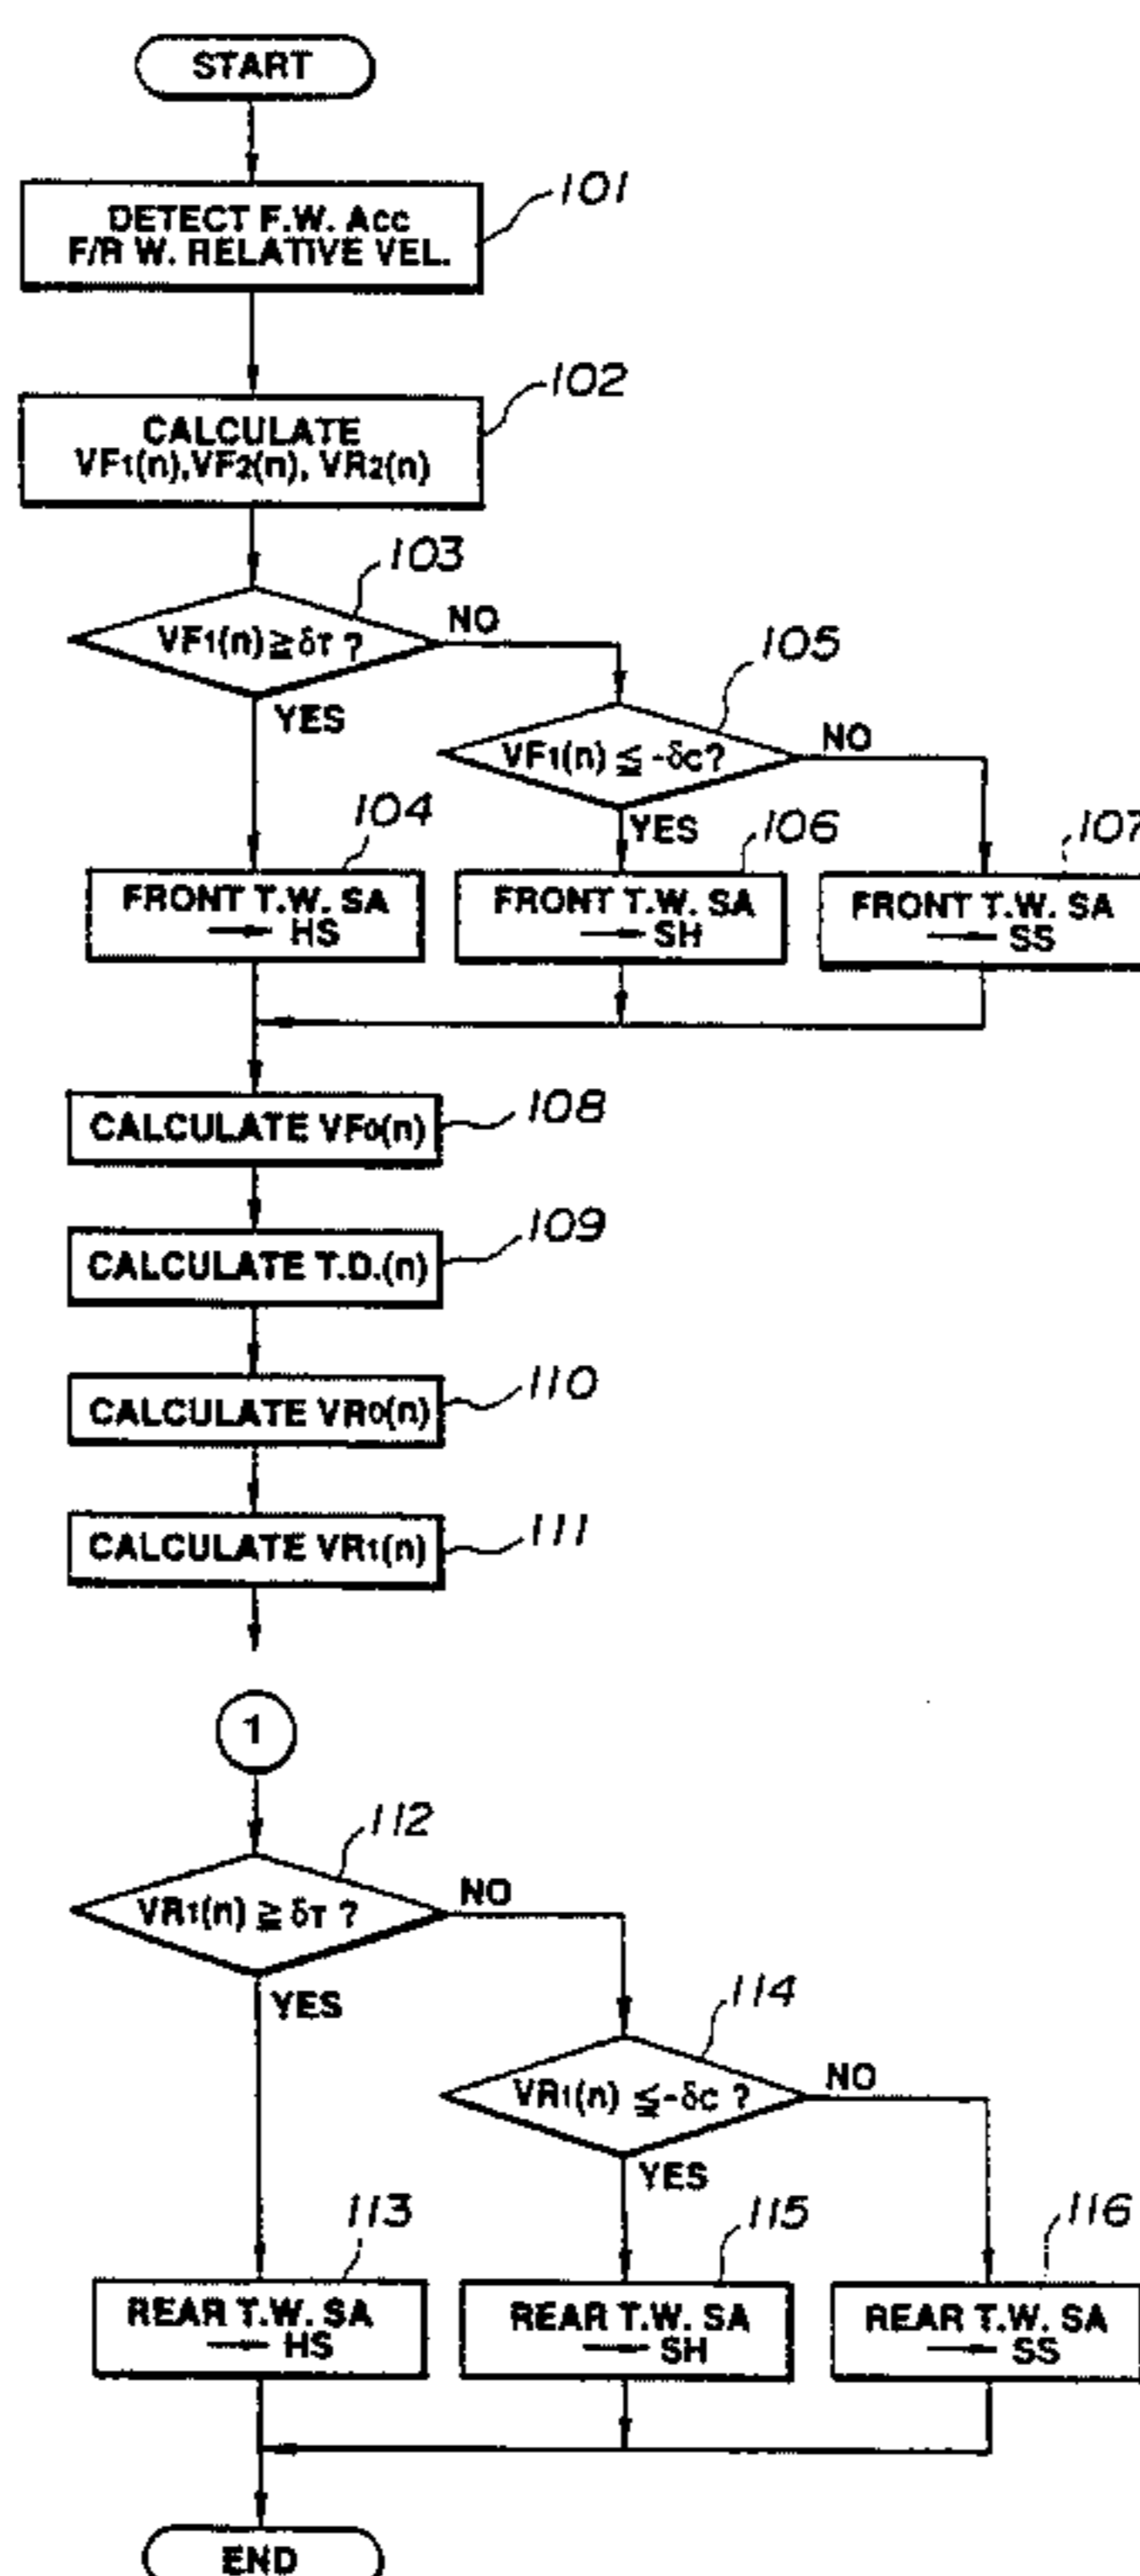 START
101
DETECT F.W. Acc
F/R W. RELATIVE VEL.
102
CALCULATE
VF1(n),VF2(n), VR2(n)
103
VF1(n) ≧ δT ?
NO
YES
105
VF1(n) ≦ -δC?
NO
YES
104
FRONT T.W. SA
→ HS
106
FRONT T.W. SA
→ SH
107
FRONT T.W. SA
→ SS
108
CALCULATE VF0(n)
109
CALCULATE T.D.(n)
110
CALCULATE VR0(n)
111
CALCULATE VR1(n)
1
112
VR1(n) ≧ δT ?
NO
YES
114
VR1(n) ≦ -δC ?
NO
YES
113
REAR T.W. SA
→ HS
115
REAR T.W. SA
→ SH
116
REAR T.W. SA
→ SS
END